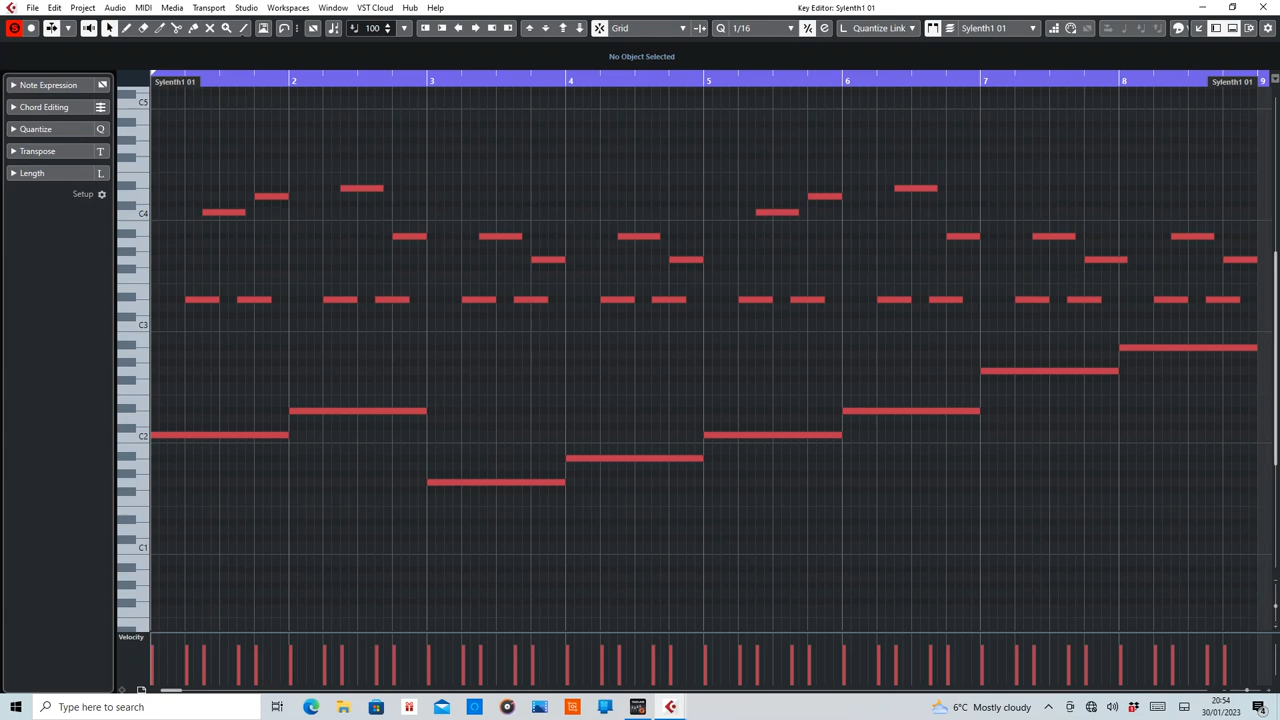 File Edit Project Audio MIDI Media Transport Studio Workspaces Window VST Cloud Hub Help
Key Editor: Sylenth1 01
S 100 Grid Q 1/16 e Quantize Link Sylenth1 01
No Object Selected
Note Expression
Chord Editing
Quantize Q
Transpose T
Length L
Setup
Sylenth1 01 2 3 4 5 6 7 8 Sylenth1 01 9
C5
C4
C3
C2
C1
Velocity
Type here to search
6°C Mostly cloudy
20:54
30/01/2023
4